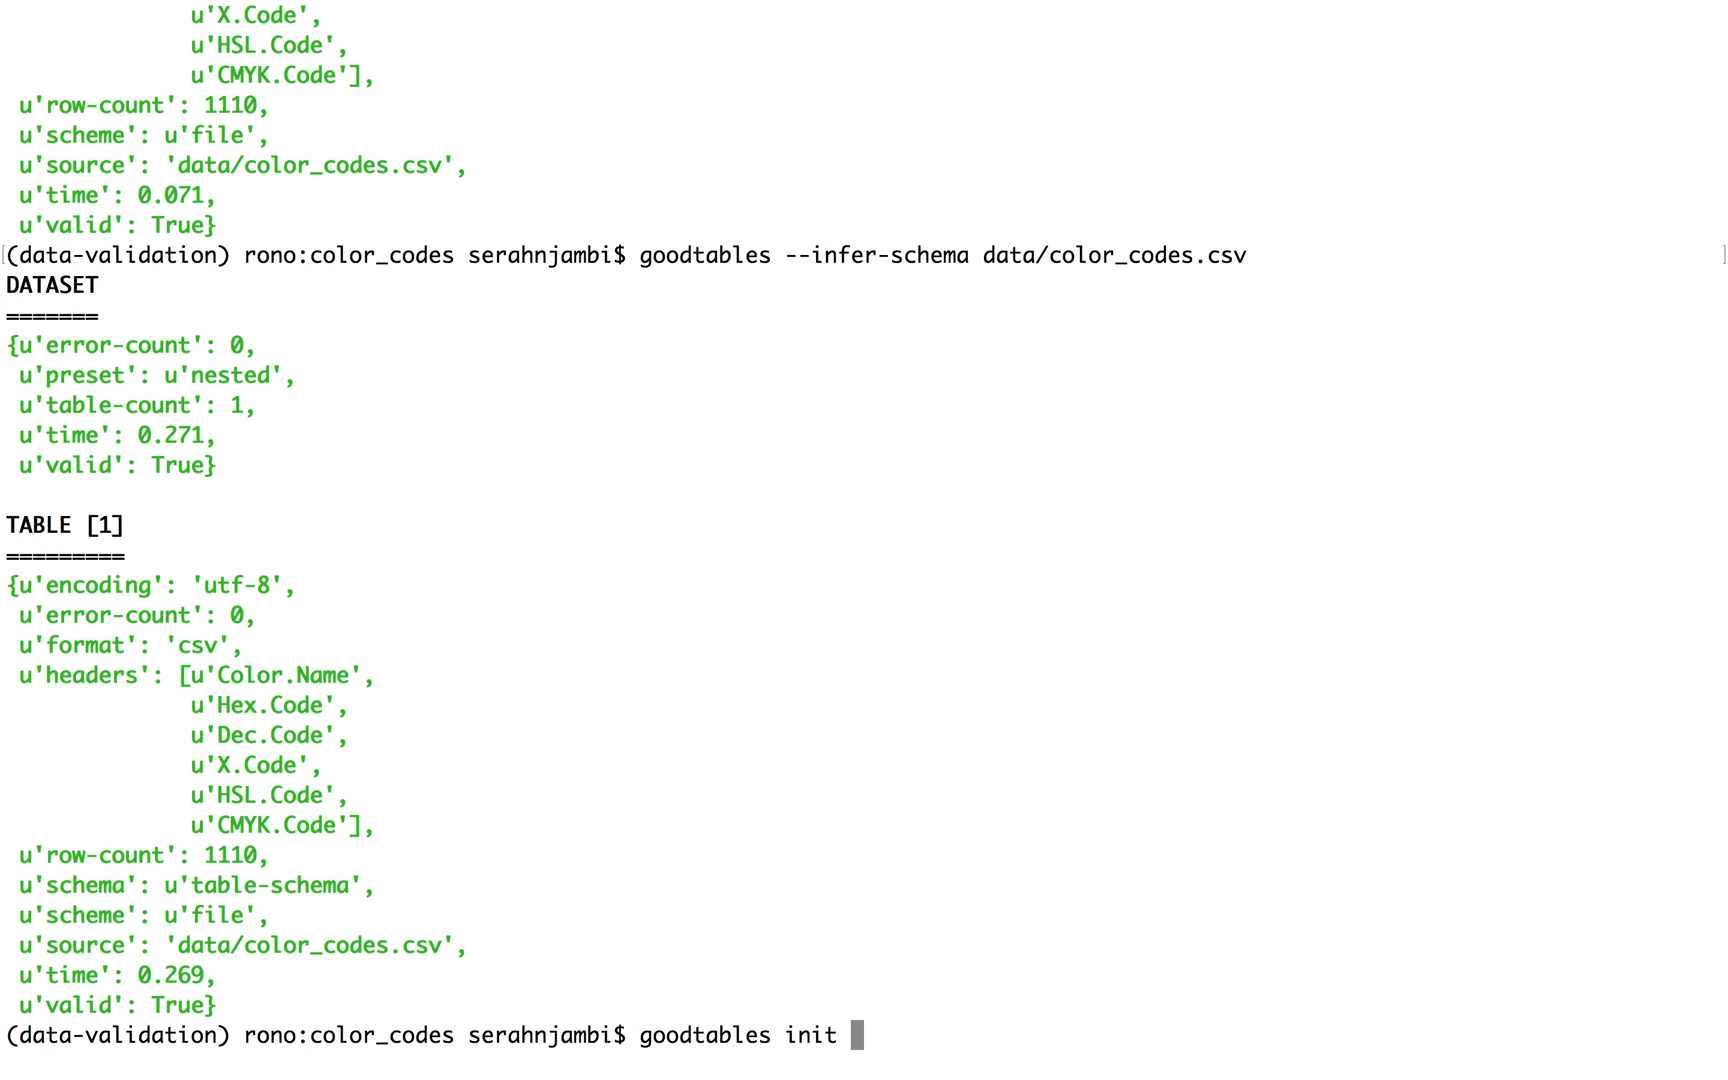 u'X.Code',
u'HSL.Code',
u'CMYK.Code'],
u'row-count': 1110,
u'scheme': u'file',
u'source': 'data/color_codes.csv',
u'time': 0.071,
u'valid': True}
[(data-validation) rono:color_codes serahnjambi$ goodtables --infer-schema data/color_codes.csv ]
DATASET
=======
{u'error-count': 0,
u'preset': u'nested',
u'table-count': 1,
u'time': 0.271,
u'valid': True}
TABLE [1]
=========
{u'encoding': 'utf-8',
u'error-count': 0,
u'format': 'csv',
u'headers': [u'Color.Name',
u'Hex.Code',
u'Dec.Code',
u'X.Code',
u'HSL.Code',
u'CMYK.Code'],
u'row-count': 1110,
u'schema': u'table-schema',
u'scheme': u'file',
u'source': 'data/color_codes.csv',
u'time': 0.269,
u'valid': True}
(data-validation) rono:color_codes serahnjambi$ goodtables init